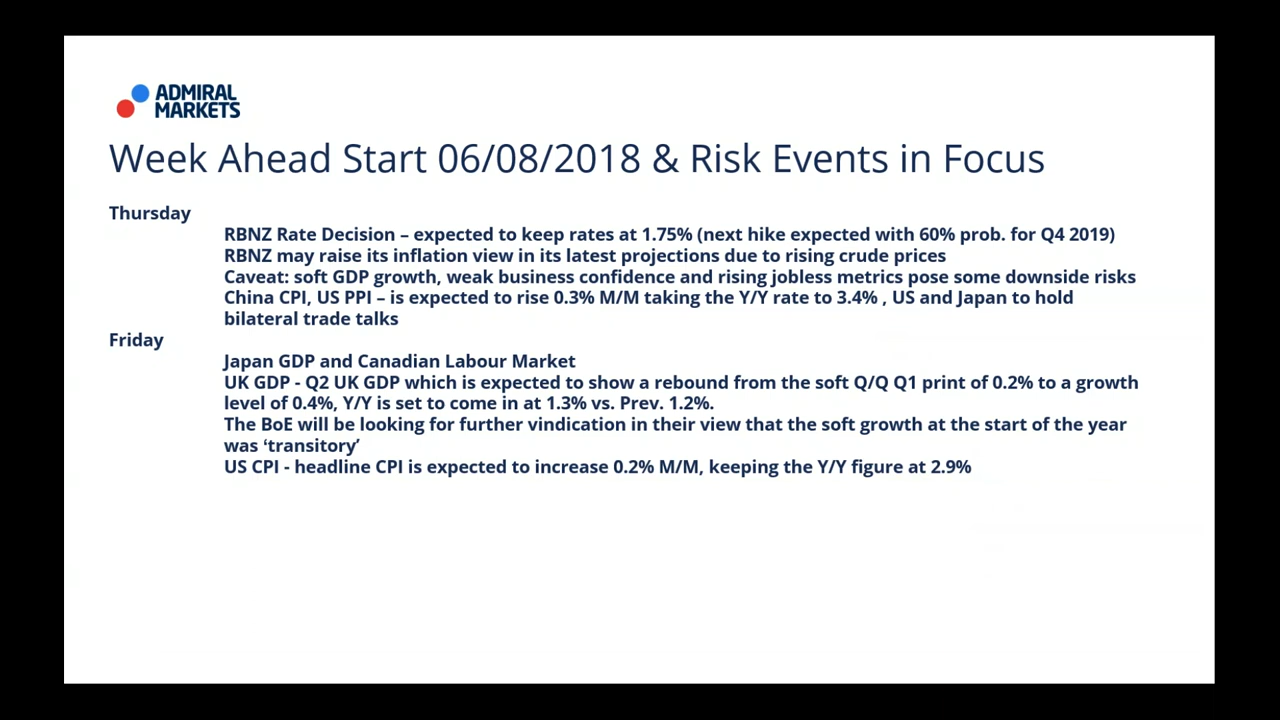 ADMIRAL
MARKETS
Week Ahead Start 06/08/2018 & Risk Events in Focus
Thursday
RBNZ Rate Decision – expected to keep rates at 1.75% (next hike expected with 60% prob. for Q4 2019)
RBNZ may raise its inflation view in its latest projections due to rising crude prices
Caveat: soft GDP growth, weak business confidence and rising jobless metrics pose some downside risks
China CPI, US PPI – is expected to rise 0.3% M/M taking the Y/Y rate to 3.4% , US and Japan to hold
bilateral trade talks
Friday
Japan GDP and Canadian Labour Market
UK GDP - Q2 UK GDP which is expected to show a rebound from the soft Q/Q Q1 print of 0.2% to a growth
level of 0.4%, Y/Y is set to come in at 1.3% vs. Prev. 1.2%.
The BoE will be looking for further vindication in their view that the soft growth at the start of the year
was ‘transitory’
US CPI - headline CPI is expected to increase 0.2% M/M, keeping the Y/Y figure at 2.9%